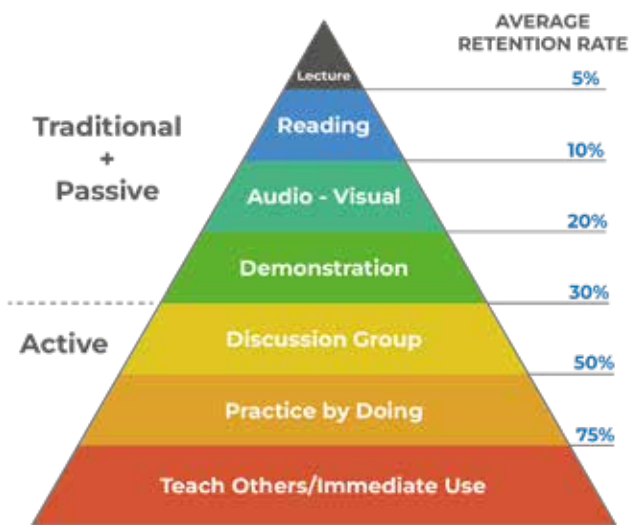 AVERAGE
RETENTION RATE
Lecture
5%
Traditional
+
Passive
Reading
10%
Audio - Visual
20%
Demonstration
30%
Active
Discussion Group
50%
Practice by Doing
75%
Teach Others/Immediate Use